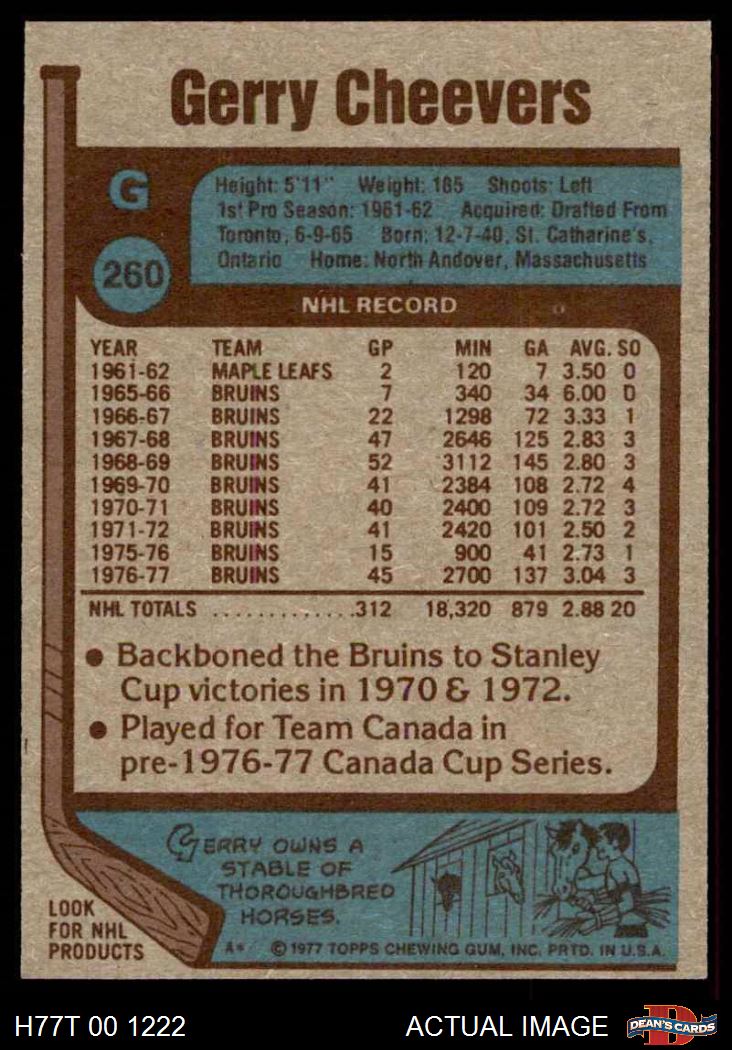 Gerry Cheevers
G
260
Height: 5'11" Weight: 185 Shoots: Left
1st Pro Season: 1961-62 Acquired: Drafted From
Toronto, 6-9-65 Born: 12-7-40, St. Catharine's,
Ontario Home: North Andover, Massachusetts
NHL RECORD
YEAR TEAM GP MIN GA AVG. SO
1961-62 MAPLE LEAFS 2 120 7 3.50 0
1965-66 BRUINS 7 340 34 6.00 0
1966-67 BRUINS 22 1298 72 3.33 1
1967-68 BRUINS 47 2646 125 2.83 3
1968-69 BRUINS 52 3112 145 2.80 3
1969-70 BRUINS 41 2384 108 2.72 4
1970-71 BRUINS 40 2400 109 2.72 3
1971-72 BRUINS 41 2420 101 2.50 2
1975-76 BRUINS 15 900 41 2.73 1
1976-77 BRUINS 45 2700 137 3.04 3
NHL TOTALS .............312 18,320 879 2.88 20
• Backboned the Bruins to Stanley
Cup victories in 1970 & 1972.
• Played for Team Canada in
pre-1976-77 Canada Cup Series.
GERRY OWNS A
STABLE OF
THOROUGHBRED
HORSES.
LOOK
FOR NHL
PRODUCTS
A* © 1977 TOPPS CHEWING GUM, INC. PRTD. IN U.S.A.
H77T 00 1222 ACTUAL IMAGE
D
DEAN'S CARDS